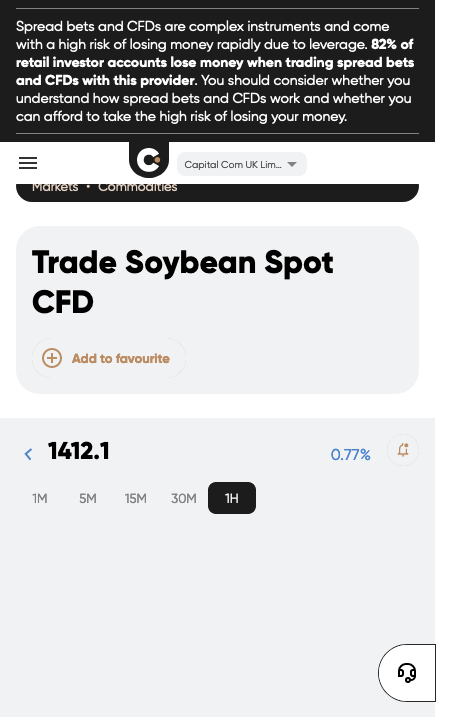 Spread bets and CFDs are complex instruments and come
with a high risk of losing money rapidly due to leverage. 82% of
retail investor accounts lose money when trading spread bets
and CFDs with this provider. You should consider whether you
understand how spread bets and CFDs work and whether you
can afford to take the high risk of losing your money.
Capital Com UK Lim...
Markets • Commodities
Trade Soybean Spot
CFD
Add to favourite
1412.1
0.77%
1M 5M 15M 30M 1H